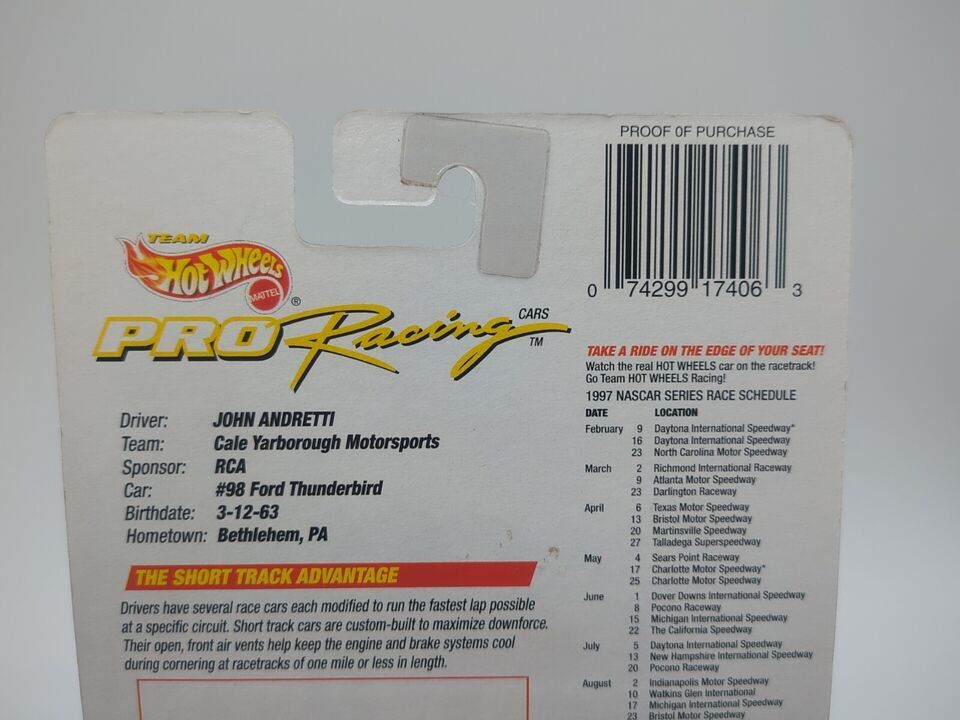 TEAM
HOT WHEELS
MATTEL
®
PRO Racing CARS
TM
Driver: JOHN ANDRETTI
Team: Cale Yarborough Motorsports
Sponsor: RCA
Car: #98 Ford Thunderbird
Birthdate: 3-12-63
Hometown: Bethlehem, PA
THE SHORT TRACK ADVANTAGE
Drivers have several race cars each modified to run the fastest lap possible
at a specific circuit. Short track cars are custom-built to maximize downforce.
Their open, front air vents help keep the engine and brake systems cool
during cornering at racetracks of one mile or less in length.
PROOF OF PURCHASE
0 74299 17406 3
TAKE A RIDE ON THE EDGE OF YOUR SEAT!
Watch the real HOT WHEELS car on the racetrack!
Go Team HOT WHEELS Racing!
1997 NASCAR SERIES RACE SCHEDULE
DATE LOCATION
February 9 Daytona International Speedway*
16 Daytona International Speedway
23 North Carolina Motor Speedway
March 2 Richmond International Raceway
9 Atlanta Motor Speedway
23 Darlington Raceway
April 6 Texas Motor Speedway
13 Bristol Motor Speedway
20 Martinsville Speedway
27 Talladega Superspeedway
May 4 Sears Point Raceway
17 Charlotte Motor Speedway*
25 Charlotte Motor Speedway
June 1 Dover Downs International Speedway
8 Pocono Raceway
15 Michigan International Speedway
22 The California Speedway
July 5 Daytona International Speedway
13 New Hampshire International Speedway
20 Pocono Raceway
August 2 Indianapolis Motor Speedway
10 Watkins Glen International
17 Michigan International Speedway
23 Bristol Motor Speedway